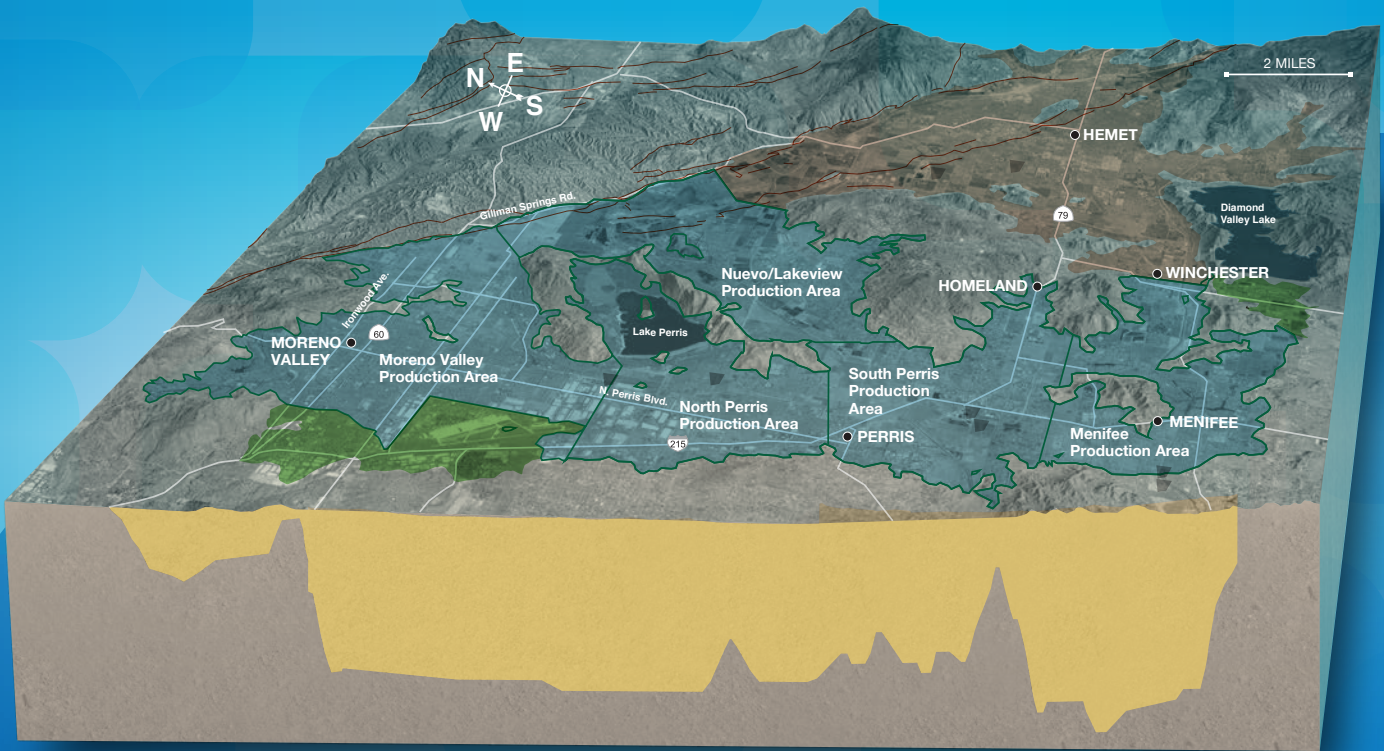 E
N
S
W
2 MILES
HEMET
Gillman Springs Rd.
79
Diamond
Valley Lake
Nuevo/Lakeview
Production Area
WINCHESTER
HOMELAND
Ironwood Ave.
60
Lake Perris
MORENO
VALLEY
Moreno Valley
Production Area
South Perris
Production
Area
N. Perris Blvd.
North Perris
Production Area
215
PERRIS
MENIFEE
Menifee
Production Area